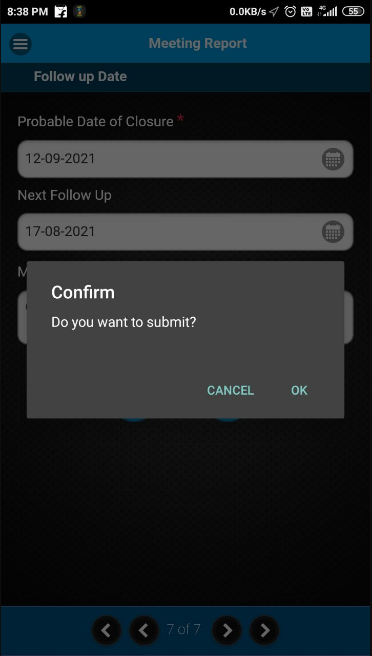 8:38 PM 0.0KB/s 4G 55
Meeting Report
Follow up Date
Probable Date of Closure *
12-09-2021
Next Follow Up
17-08-2021
M
Confirm
Do you want to submit?
CANCEL OK
7 of 7